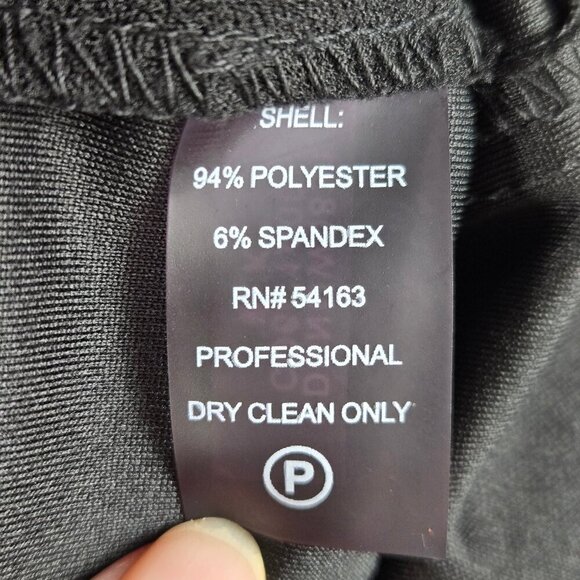 SHELL:
94% POLYESTER
6% SPANDEX
RN# 54163
PROFESSIONAL
DRY CLEAN ONLY
P